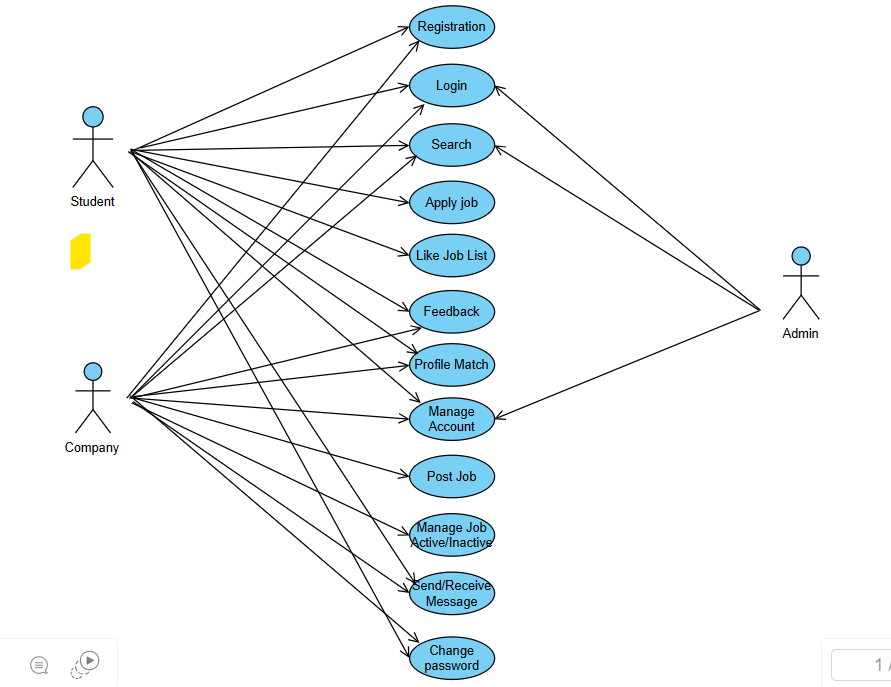 Registration
Login
Search
Student
Apply job
Like Job List
Feedback
Admin
Profile Match
Manage
Account
Company
Post Job
Manage Job
Active/Inactive
Send/Receive
Message
Change
password
1 /